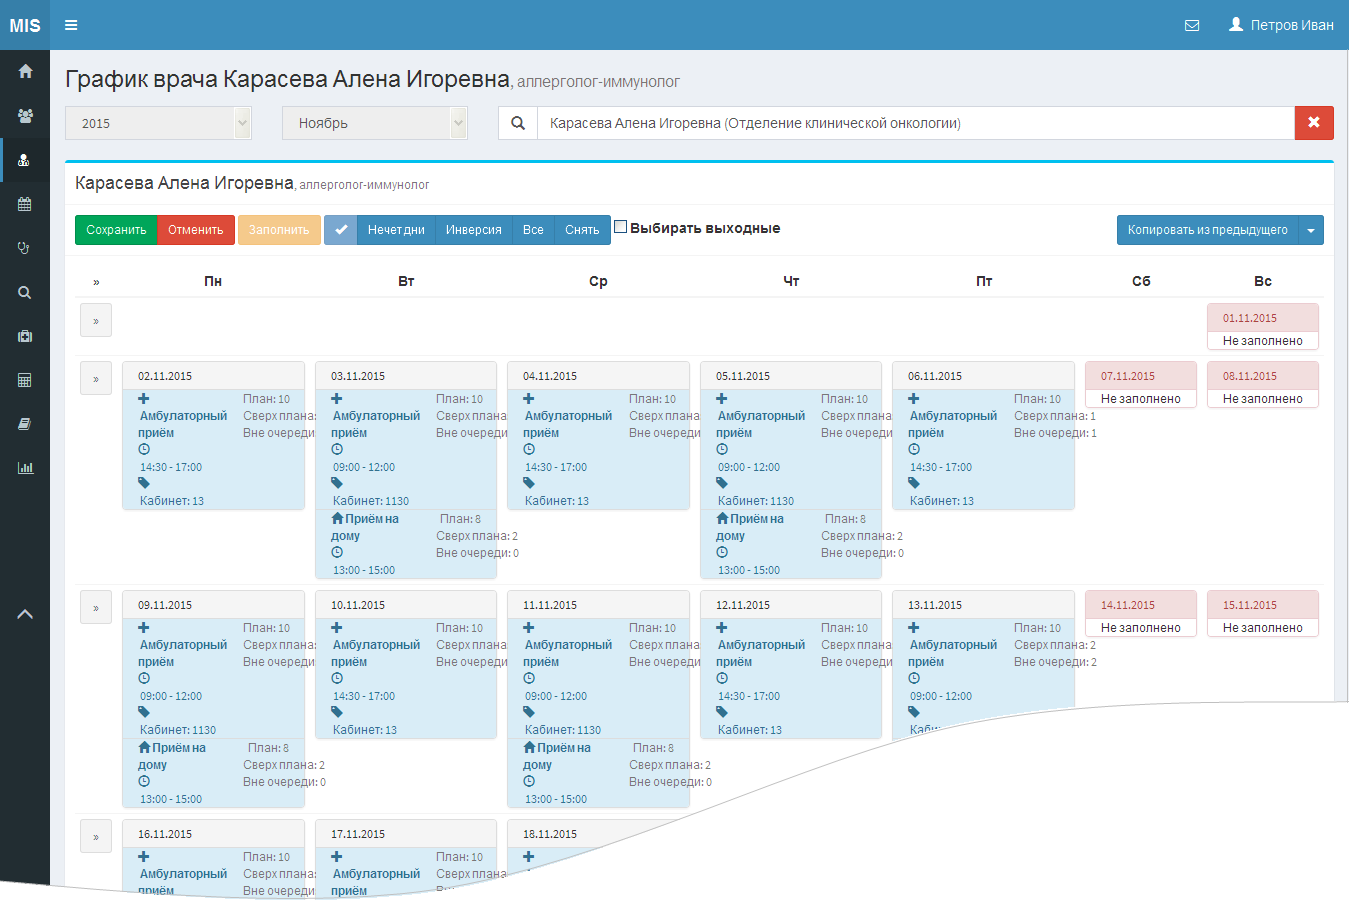 MIS
Петров Иван
График врача Карасева Алена Игоревна, аллерголог-иммунолог
2015 Ноябрь Карасева Алена Игоревна (Отделение клинической онкологии)
Карасева Алена Игоревна, аллерголог-иммунолог
Сохранить Отменить Заполнить Нечет дни Инверсия Все Снять Выбирать выходные Копировать из предыдущего
» Пн Вт Ср Чт Пт Сб Вс
» 01.11.2015
Не заполнено
» 02.11.2015 03.11.2015 04.11.2015 05.11.2015 06.11.2015 07.11.2015 08.11.2015
План: 10 План: 10 План: 10 План: 10 План: 10 Не заполнено Не заполнено
Амбулаторный Сверх плана: Амбулаторный Сверх плана Амбулаторный Сверх плана Амбулаторный Сверх плана Амбулаторный Сверх плана: 1
приём Вне очереди: приём Вне очереди: приём Вне очереди: приём Вне очереди: приём Вне очереди: 1
14:30 - 17:00 09:00 - 12:00 14:30 - 17:00 09:00 - 12:00 14:30 - 17:00
Кабинет: 13 Кабинет: 1130 Кабинет: 13 Кабинет: 1130 Кабинет: 13
Приём на План: 8 Приём на План: 8
дому Сверх плана: 2 дому Сверх плана: 2
Вне очереди: 0 Вне очереди: 0
13:00 - 15:00 13:00 - 15:00
» 09.11.2015 10.11.2015 11.11.2015 12.11.2015 13.11.2015 14.11.2015 15.11.2015
План: 10 План: 10 План: 10 План: 10 План: 10 Не заполнено Не заполнено
Амбулаторный Сверх плана: Амбулаторный Сверх плана Амбулаторный Сверх плана Амбулаторный Сверх плана Амбулаторный Сверх плана: 2
приём Вне очереди: приём Вне очереди: приём Вне очереди: приём Вне очереди: приём Вне очереди: 2
09:00 - 12:00 14:30 - 17:00 09:00 - 12:00 14:30 - 17:00 09:00 - 12:00
Кабинет: 1130 Кабинет: 13 Кабинет: 1130 Кабинет: 13
Приём на План: 8 Приём на План: 8
дому Сверх плана: 2 дому Сверх плана: 2
Вне очереди: 0 Вне очереди: 0
13:00 - 15:00 13:00 - 15:00
» 16.11.2015 17.11.2015 18.11.2015
План: 10 План: 10
Амбулаторный Сверх плана: Амбулаторный Сверх плана
приём Вне очереди: приём